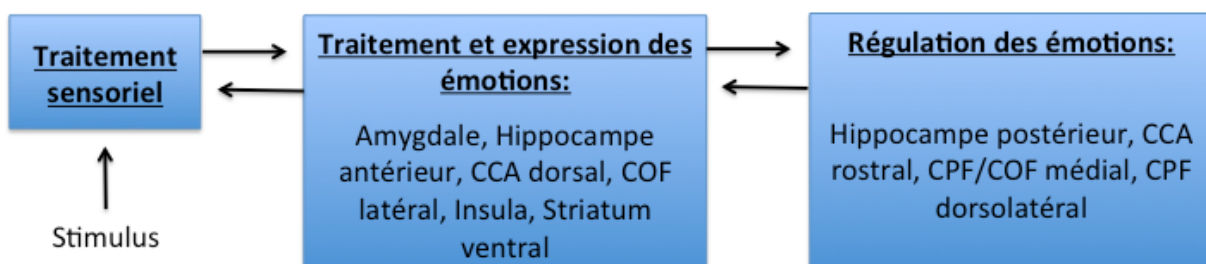 Traitement
sensoriel
Stimulus
Traitement et expression des
émotions:
Amygdale, Hippocampe
antérieur, CCA dorsal, COF
latéral, Insula, Striatum
ventral
Régulation des émotions:
Hippocampe postérieur, CCA
rostral, CPF/COF médial, CPF
dorsolatéral